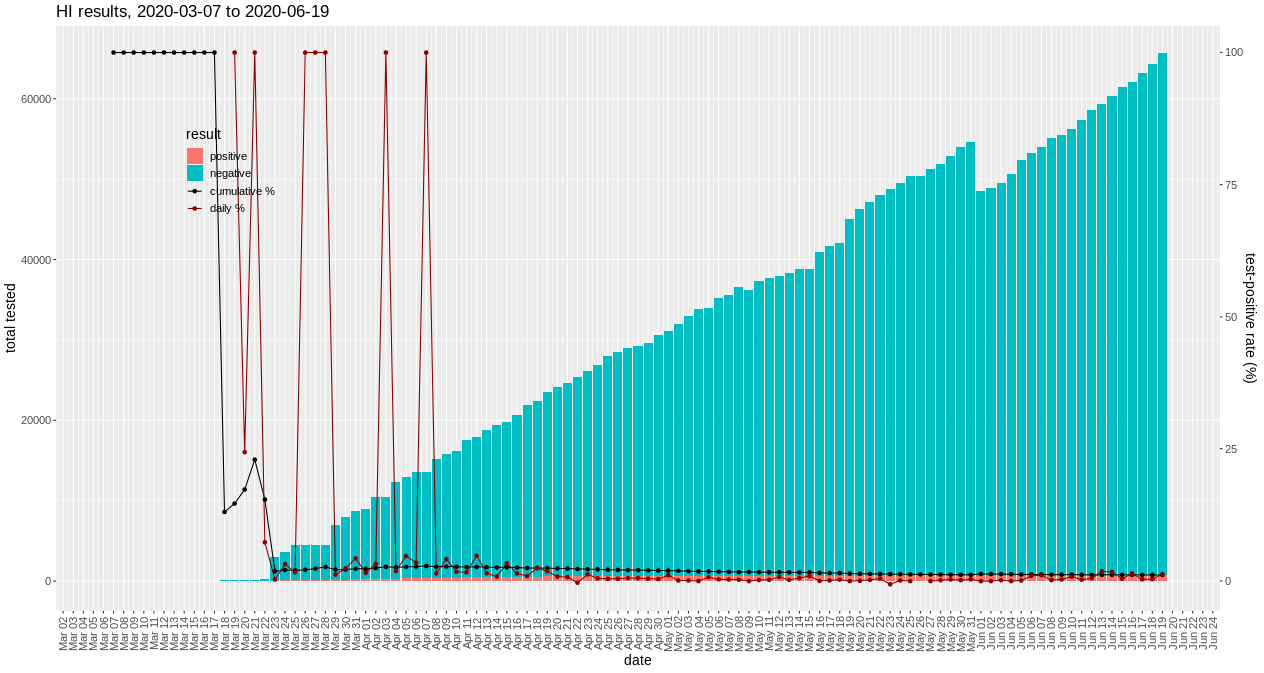 HI results, 2020-03-07 to 2020-06-19
total tested
60000
40000
20000
0
result
positive
negative
cumulative %
daily %
100
75
50
25
0
test-positive rate (%)
Mar 02
Mar 03
Mar 04
Mar 05
Mar 06
Mar 07
Mar 08
Mar 09
Mar 10
Mar 11
Mar 12
Mar 13
Mar 14
Mar 15
Mar 16
Mar 17
Mar 18
Mar 19
Mar 20
Mar 21
Mar 22
Mar 23
Mar 24
Mar 25
Mar 26
Mar 27
Mar 28
Mar 29
Mar 30
Mar 31
Apr 01
Apr 02
Apr 03
Apr 04
Apr 05
Apr 06
Apr 07
Apr 08
Apr 09
Apr 10
Apr 11
Apr 12
Apr 13
Apr 14
Apr 15
Apr 16
Apr 17
Apr 18
Apr 19
Apr 20
Apr 21
Apr 22
Apr 23
Apr 24
Apr 25
Apr 26
Apr 27
Apr 28
Apr 29
Apr 30
May 01
May 02
May 03
May 04
May 05
May 06
May 07
May 08
May 09
May 10
May 11
May 12
May 13
May 14
May 15
May 16
May 17
May 18
May 19
May 20
May 21
May 22
May 23
May 24
May 25
May 26
May 27
May 28
May 29
May 30
May 31
Jun 01
Jun 02
Jun 03
Jun 04
Jun 05
Jun 06
Jun 07
Jun 08
Jun 09
Jun 10
Jun 11
Jun 12
Jun 13
Jun 14
Jun 15
Jun 16
Jun 17
Jun 18
Jun 19
Jun 20
Jun 21
Jun 22
Jun 23
Jun 24
date